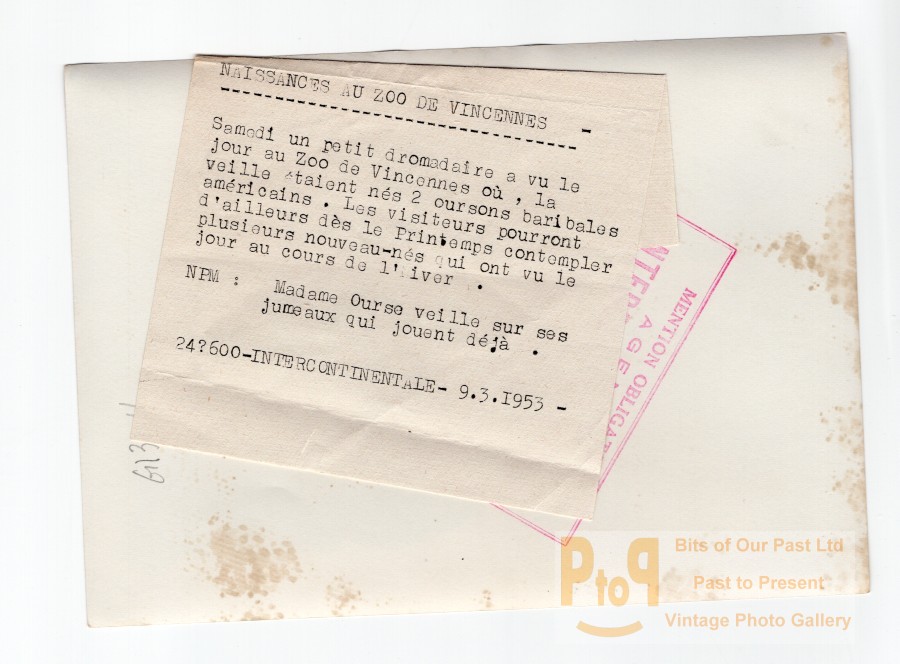 NAISSANCES AU ZOO DE VINCENNES -
Samedi un petit dromadaire a vu le
jour au Zoo de Vincennes où , la
veille étaient nés 2 oursons baribales
américains . Les visiteurs pourront
d'ailleurs dès le Printemps contempler
plusieurs nouveau-nés qui ont vu le
jour au cours de l'iver .
NPM : Madame Ourse veille sur ses
jumeaux qui jouent déjà .
24?600-INTERCONTINENTALE- 9.3.I953 -
MENTION
PtoP
Bits of Our Past Ltd
Past to Present
Vintage Photo Gallery